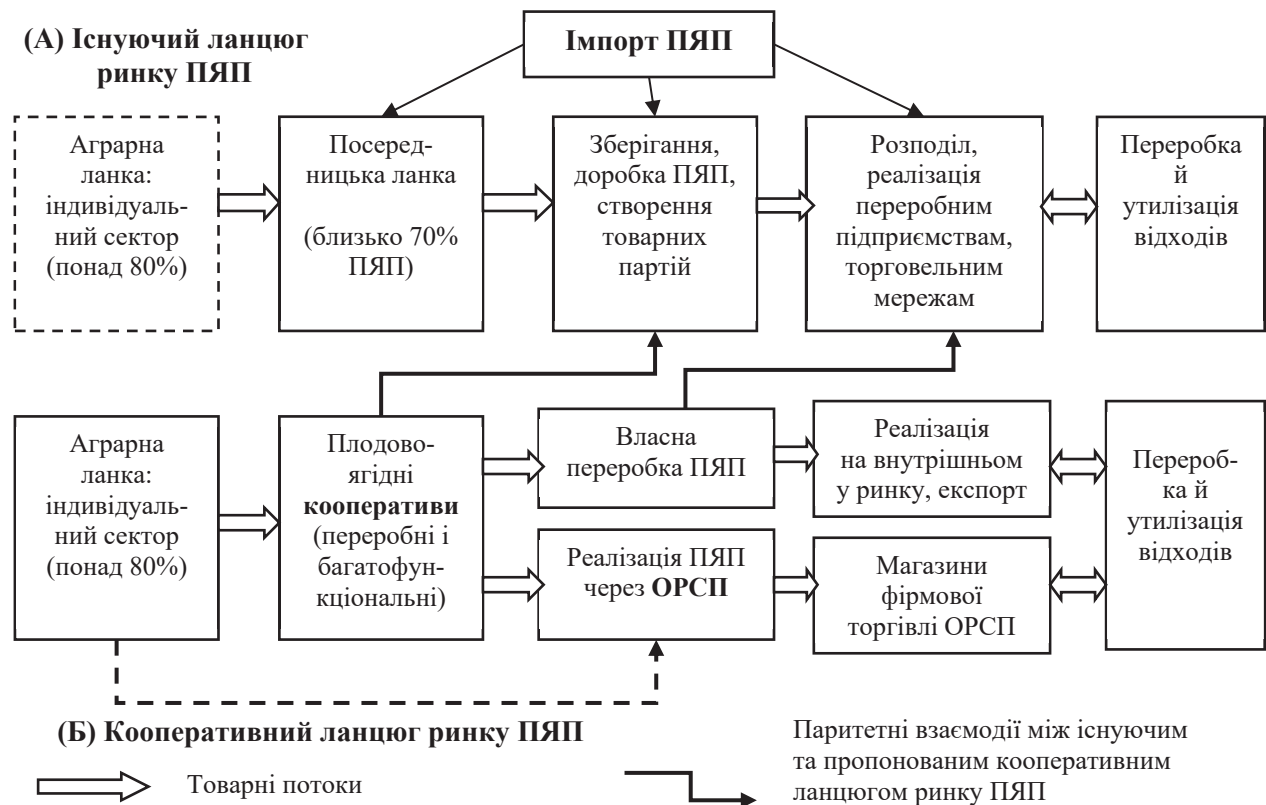 (А) Існуючий ланцюг
ринку ПЯП
Імпорт ПЯП
Аграрна
ланка:
індивідуаль-
ний сектор
(понад 80%)
Посеред-
ницька ланка
(близько 70%
ПЯП)
Зберігання,
доробка ПЯП,
створення
товарних
партій
Розподіл,
реалізація
переробним
підприємствам,
торговельним
мережам
Переробка
й
утилізація
відходів
Аграрна
ланка:
індивідуаль-
ний сектор
(понад 80%)
Плодово-
ягідні
кооперативи
(переробні і
багатофун-
кціональні)
Власна
переробка ПЯП
Реалізація
на внутрішньом
у ринку, експорт
Реалізація ПЯП
через ОРСП
Магазини
фірмової
торгівлі ОРСП
Перероб-
ка й
утилізація
відходів
(Б) Кооперативний ланцюг ринку ПЯП
Товарні потоки
Паритетні взаємодії між існуючим
та пропонованим кооперативним
ланцюгом ринку ПЯП